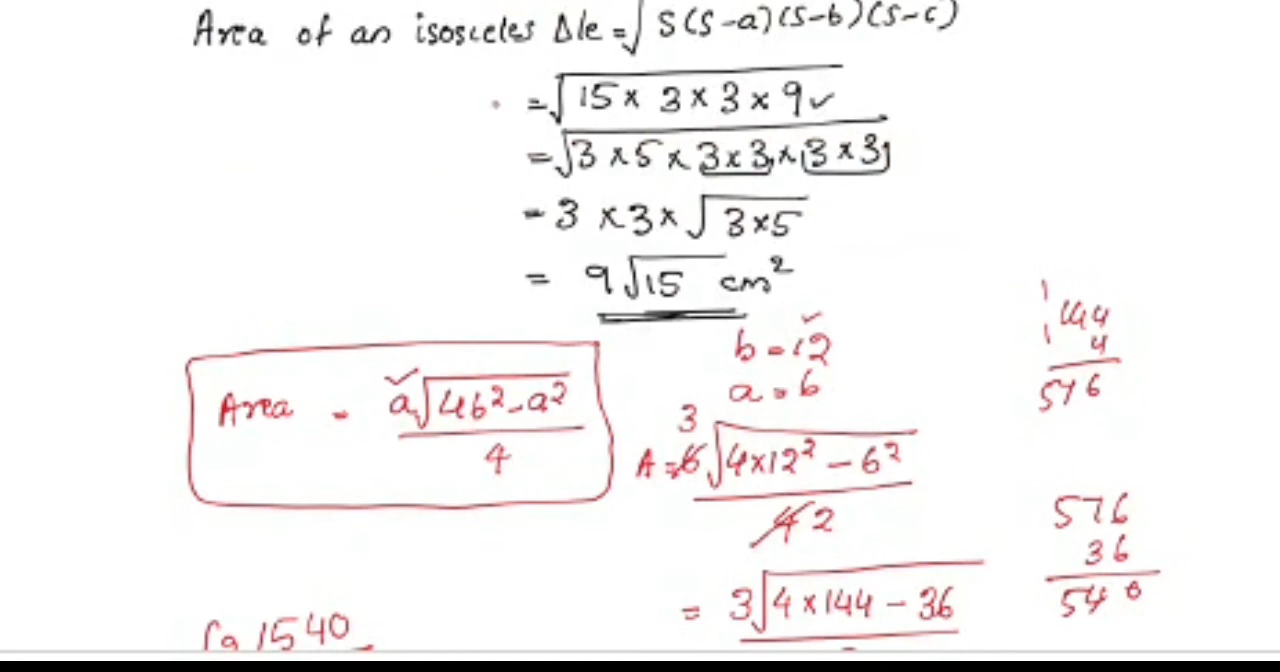 Area of an isosceles Δle = √S(S-a)(S-b)(S-c)
= √15 × 3 × 3 × 9 ✓
= √3 × 5 × 3 × 3 × 3 × 3
= 3 × 3 × √3×5
= 9√15 cm²
b = 12
a = 6
144
4
576
Area = a√4b²-a² / 4
3
A = 6√4×12² - 6² / 4 2
576
36
540
= 3√4 × 144 - 36
1540